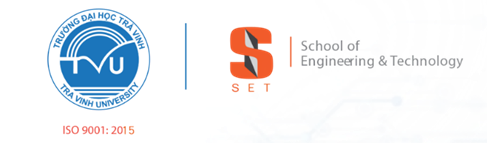 TRƯỜNG ĐẠI HỌC TRÀ VINH
TVU
TRA VINH UNIVERSITY
ISO 9001: 2015
S
SET
School of
Engineering & Technology